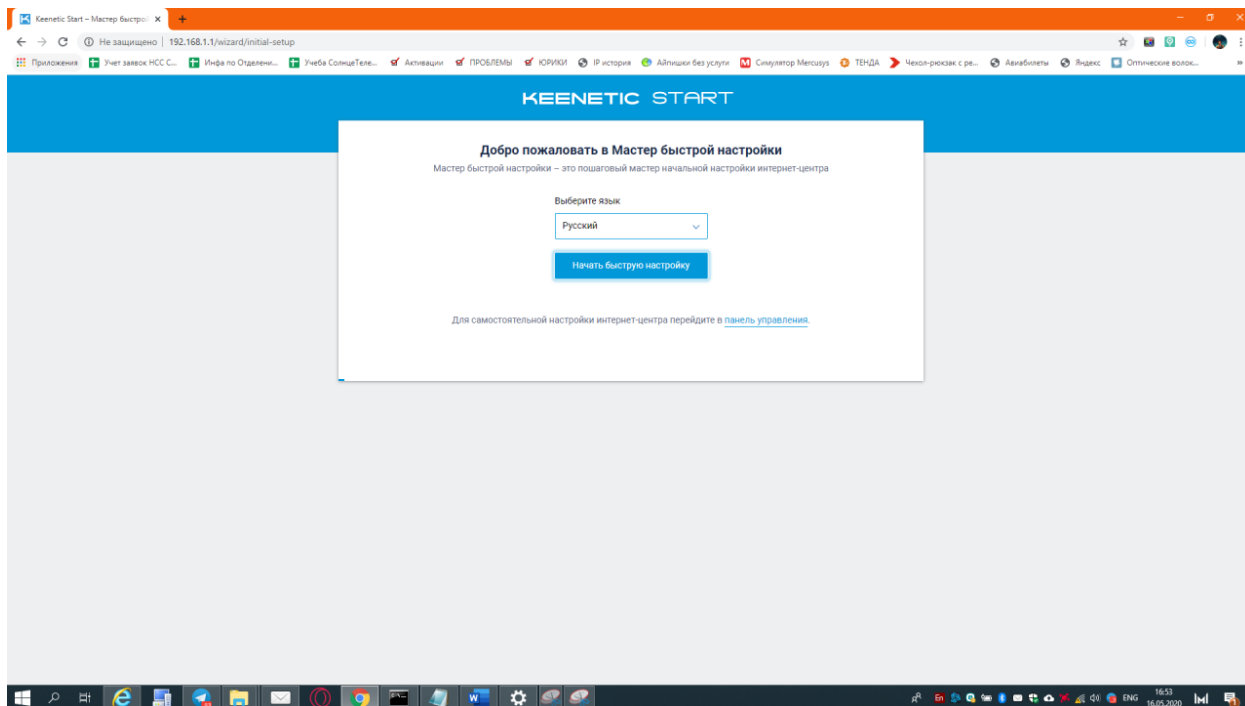 Keenetic Start – Мастер быстрой
Не защищено | 192.168.1.1/wizard/initial-setup
Приложения Учет заявок НСС С... Инфа по Отделени... Учеба СолнцеТеле... Активации ПРОБЛЕМЫ ЮРИКИ IP история Айпишки без услуги Симулятор Mercusys ТЕНДА Чехол-рюкзак с ре... Авиабилеты Яндекс Оптические волок... »
KEENETIC START
Добро пожаловать в Мастер быстрой настройки
Мастер быстрой настройки – это пошаговый мастер начальной настройки интернет-центра
Выберите язык
Русский
Начать быструю настройку
Для самостоятельной настройки интернет-центра перейдите в панель управления.
ENG 16:53
16.05.2020